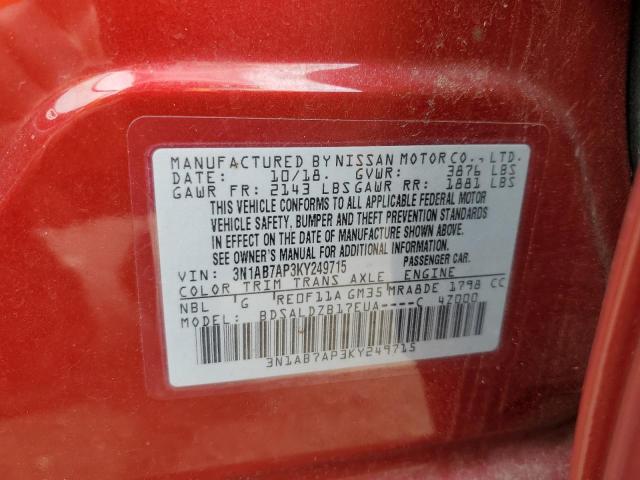 MANUFACTURED BY NISSAN MOTOR CO., LTD.
DATE: 10/18. GVWR: 3876 LBS
GAWR FR: 2143 LBS GAWR RR: 1881 LBS
THIS VEHICLE CONFORMS TO ALL APPLICABLE FEDERAL MOTOR
VEHICLE SAFETY, BUMPER AND THEFT PREVENTION STANDARDS
IN EFFECT ON THE DATE OF MANUFACTURE SHOWN ABOVE.
SEE OWNER'S MANUAL FOR ADDITIONAL INFORMATION.
VIN: 3N1AB7AP3KY249715 PASSENGER CAR.
COLOR TRIM TRANS AXLE ENGINE
NBL 'G 'RE0F11A GM35'MRA8DE 1798 CC
MODEL: BDSALDZB17EUA----C 4Z000
3N1AB7AP3KY249715